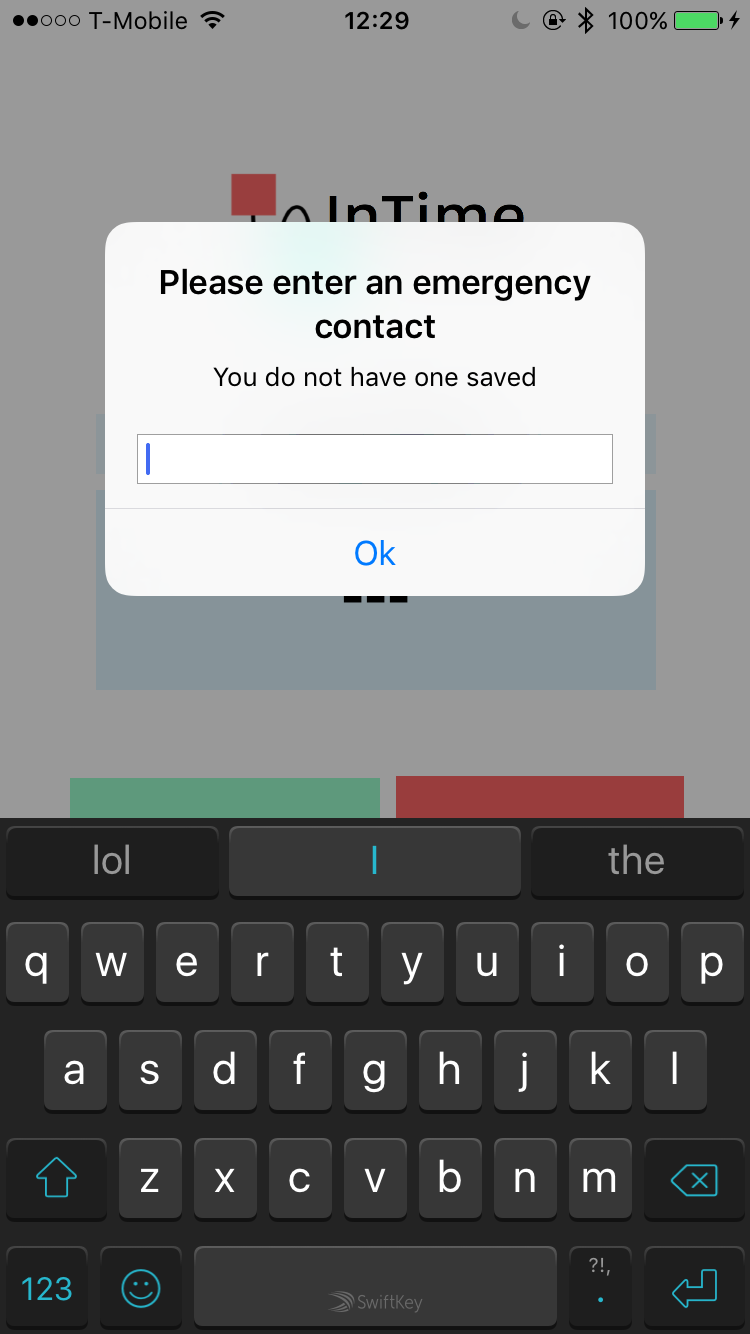 T-Mobile 12:29 100%
InTime
Please enter an emergency
contact
You do not have one saved
Ok
lol I the
q w e r t y u i o p
a s d f g h j k l
z x c v b n m
123 ?!, .
SwiftKey